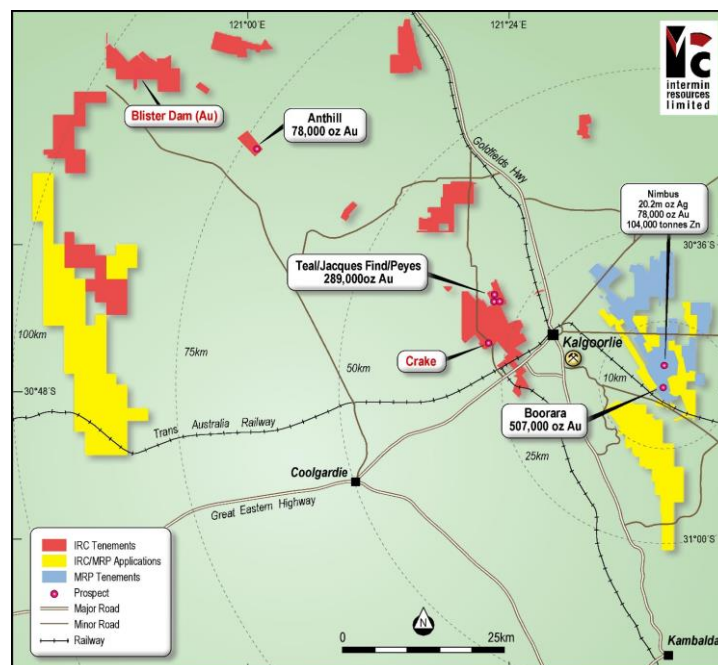 121°00´E
121°24´E
intermin
resources
limited
Blister Dam (Au)
Anthill
78,000 oz Au
Goldfields Hwy
Nimbus
20.2m oz Ag
78,000 oz Au
104,000 tonnes Zn
30°36´S
Teal/Jacques Find/Peyes
289,000oz Au
100km
75km
50km
Kalgoorlie
Crake
10km
30°48´S
Trans Australia Railway
Boorara
507,000 oz Au
25km
Coolgardie
Great Eastern Highway
31°00´S
IRC Tenements
IRC/MRP Applications
MRP Tenements
Prospect
Major Road
Minor Road
Railway
N
0 25km
Kambalda